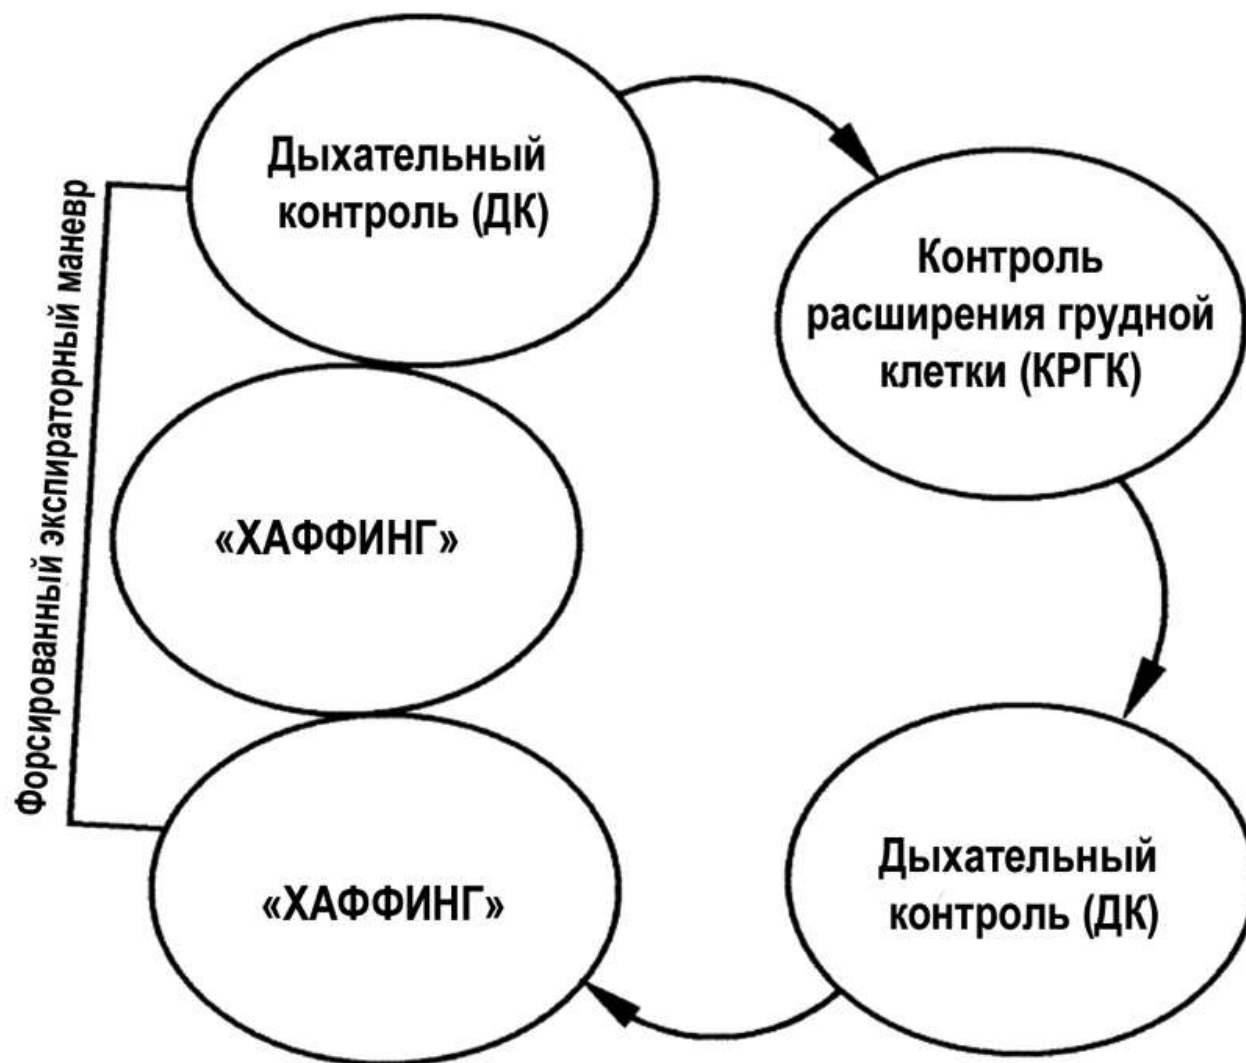 Дыхательный
контроль (ДК)
Контроль
расширения грудной
клетки (КРГК)
Дыхательный
контроль (ДК)
«ХАФФИНГ»
«ХАФФИНГ»
Форсированный экспираторный маневр